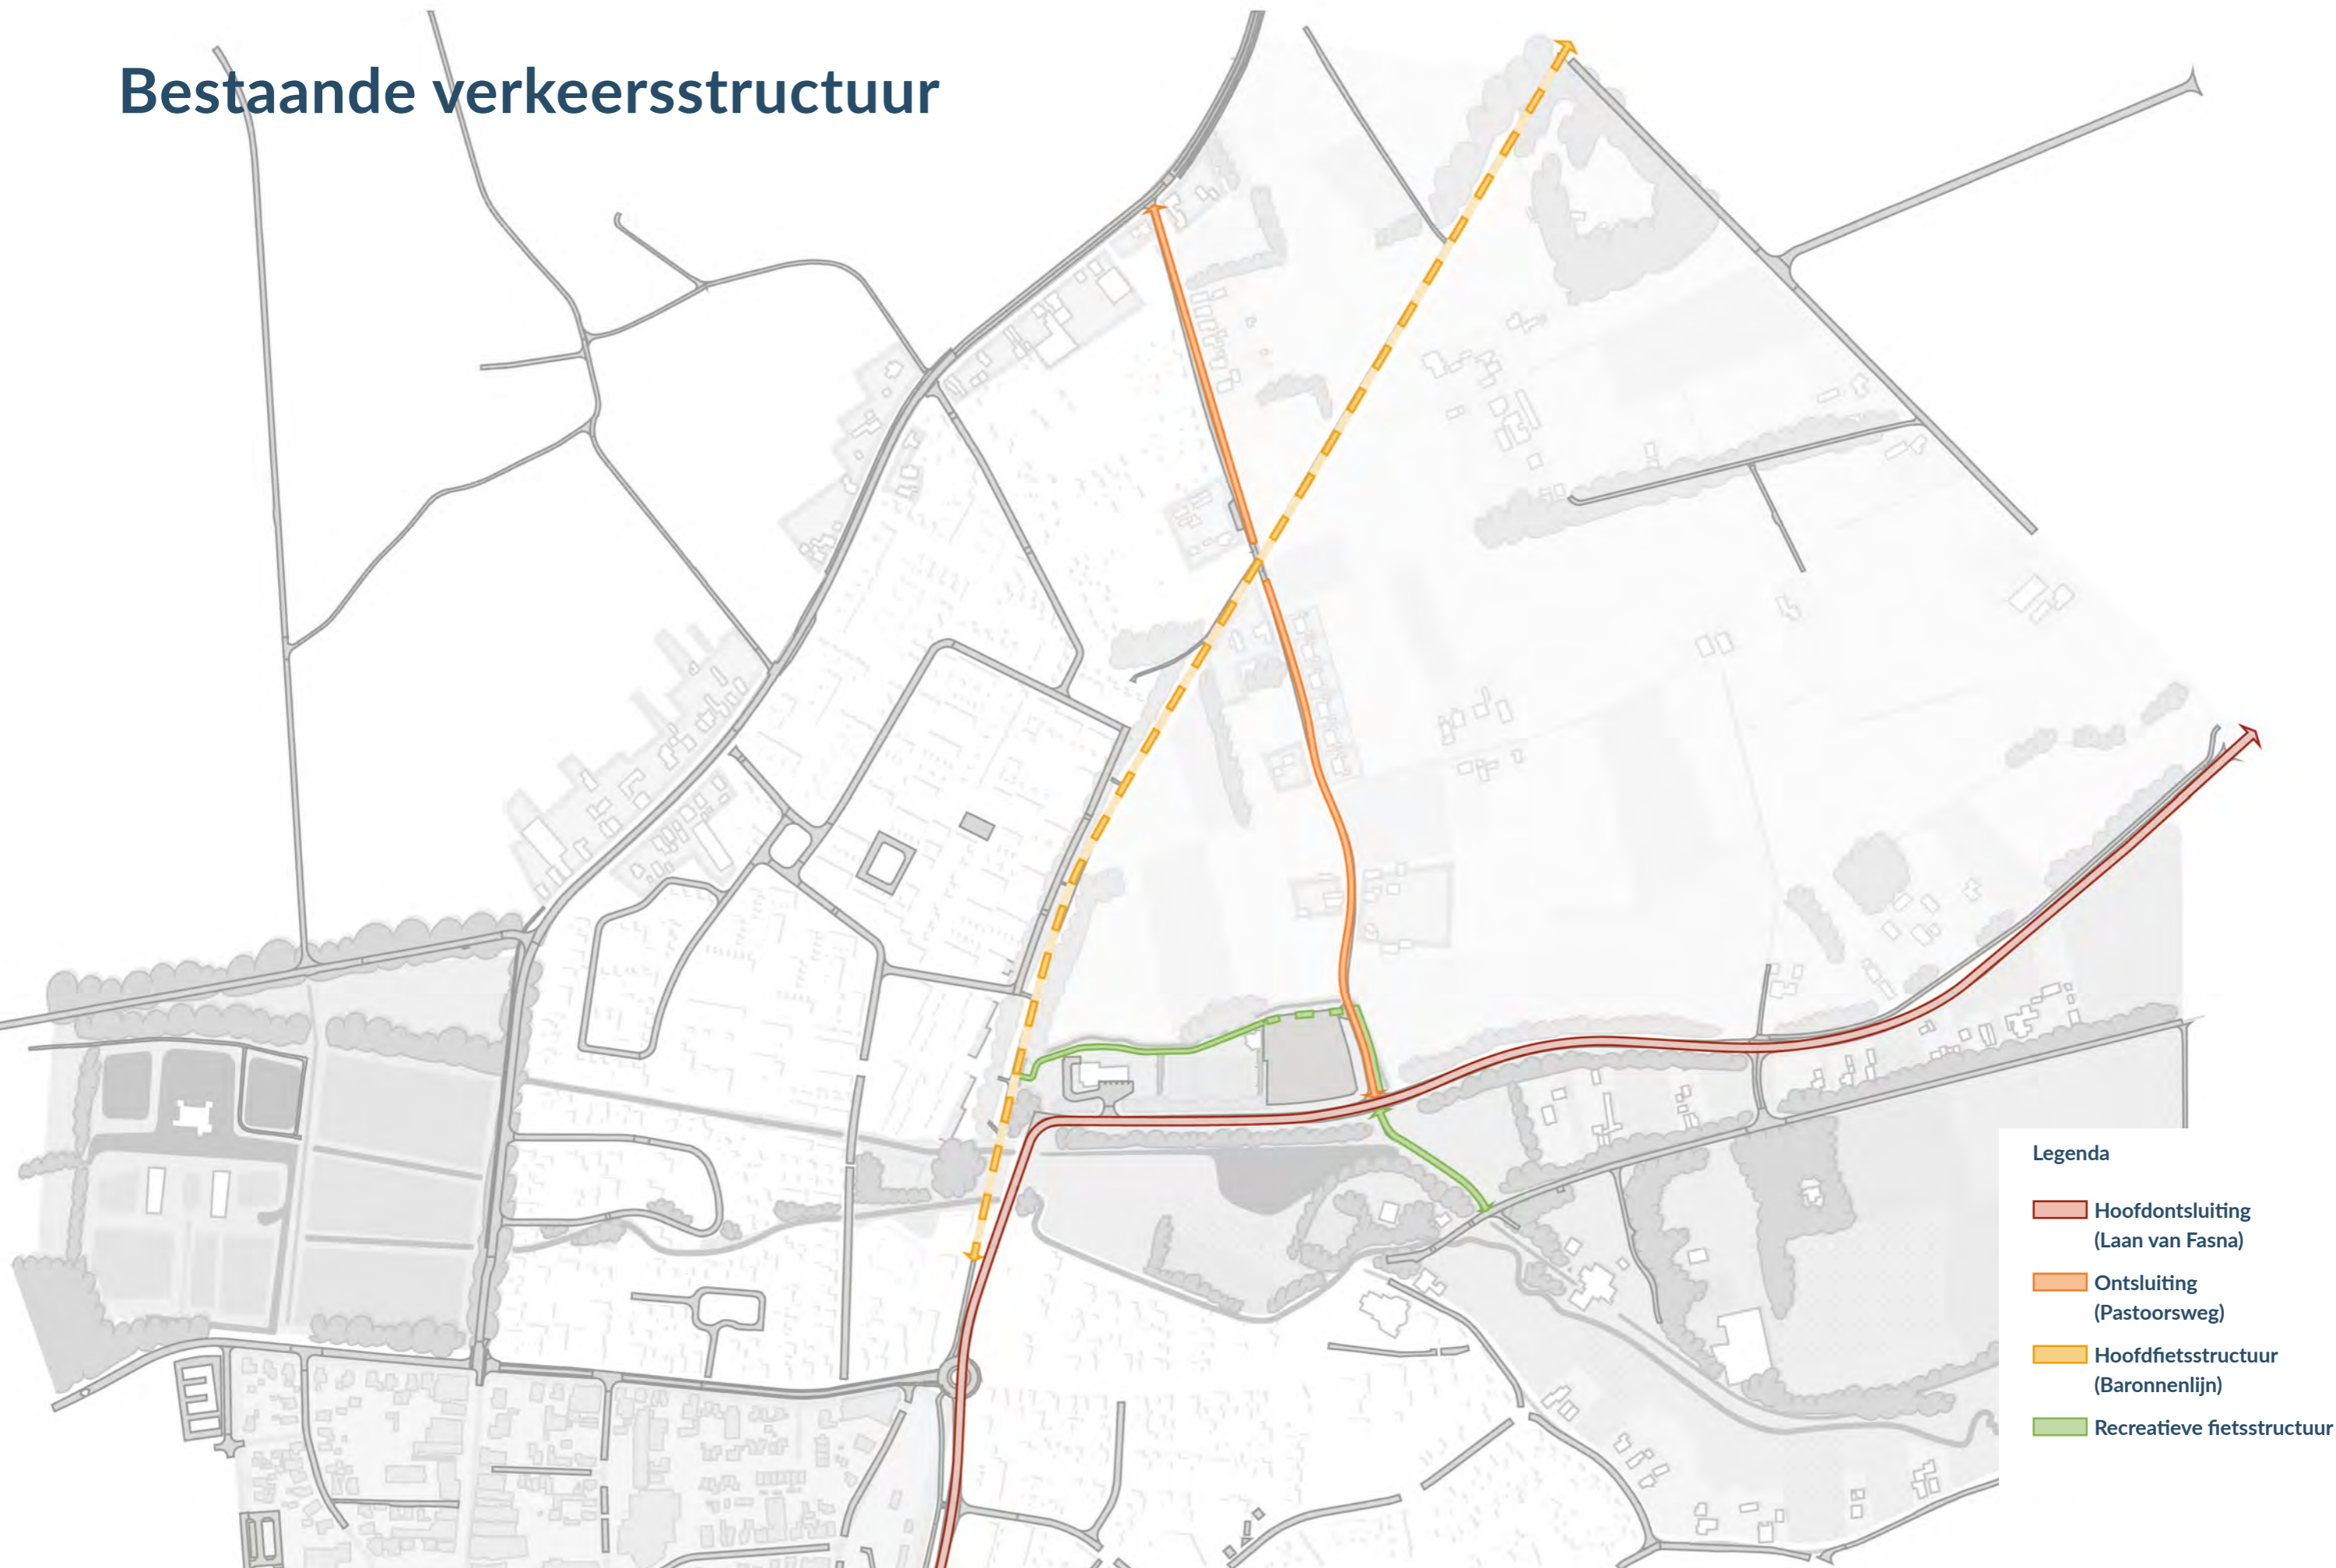 Bestaande verkeersstructuur
Legenda
Hoofdontsluiting
(Laan van Fasna)
Ontsluiting
(Pastoorsweg)
Hoofdfietsstructuur
(Baronnenlijn)
Recreatieve fietsstructuur